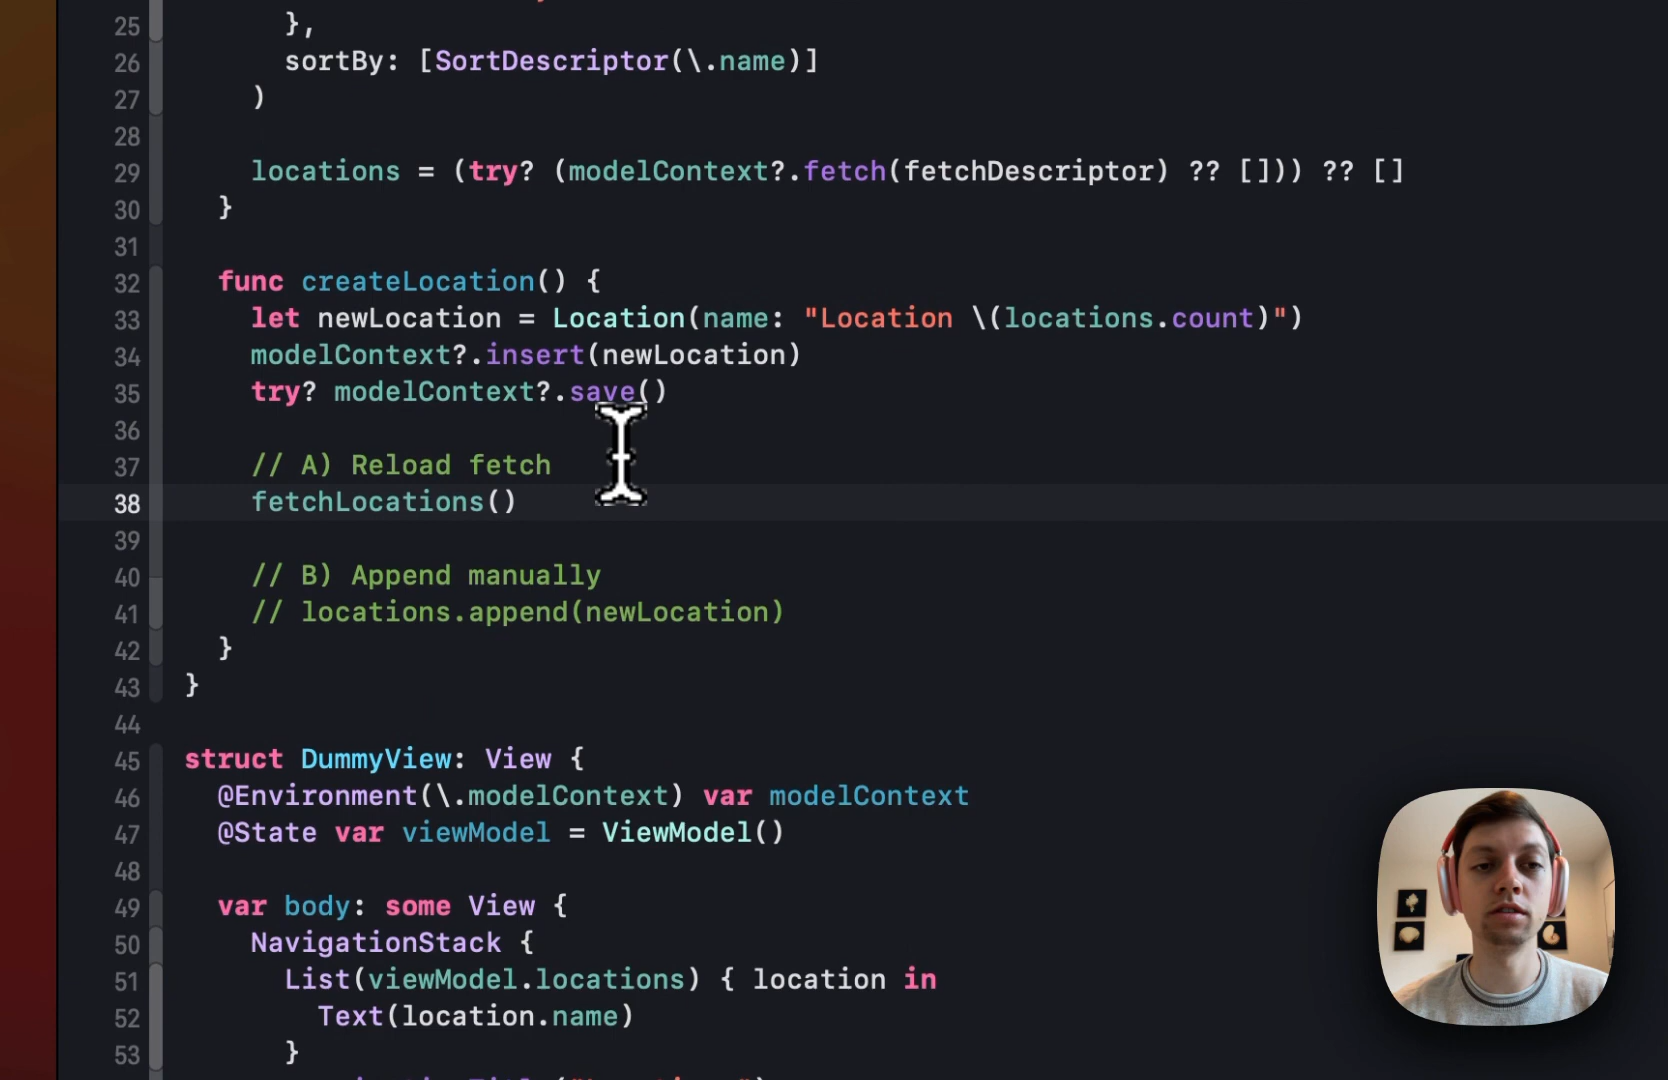 25 },
26 sortBy: [SortDescriptor(\.name)]
27 )
28
29 locations = (try? (modelContext?.fetch(fetchDescriptor) ?? [])) ?? []
30 }
31
32 func createLocation() {
33 let newLocation = Location(name: "Location \(locations.count)")
34 modelContext?.insert(newLocation)
35 try? modelContext?.save()
36
37 // A) Reload fetch
38 fetchLocations()
39
40 // B) Append manually
41 // locations.append(newLocation)
42 }
43 }
44
45 struct DummyView: View {
46 @Environment(\.modelContext) var modelContext
47 @State var viewModel = ViewModel()
48
49 var body: some View {
50 NavigationStack {
51 List(viewModel.locations) { location in
52 Text(location.name)
53 }